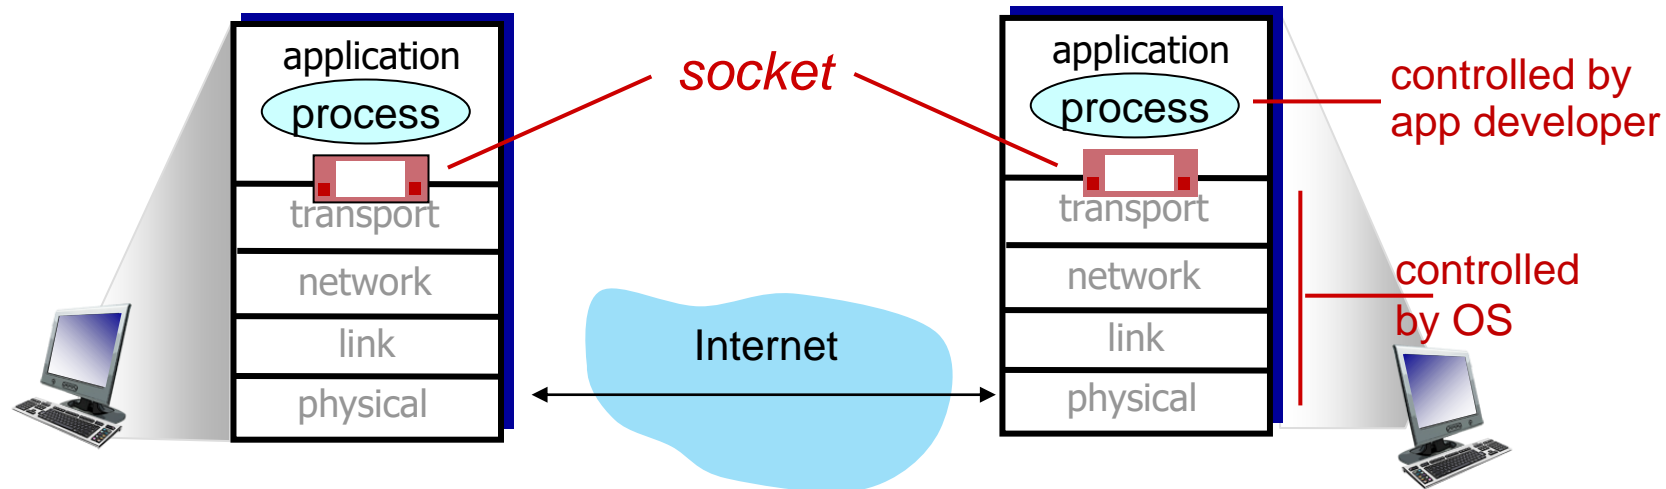 application
process
transport
network
link
physical
socket
Internet
application
process
transport
network
link
physical
controlled by
app developer
controlled
by OS